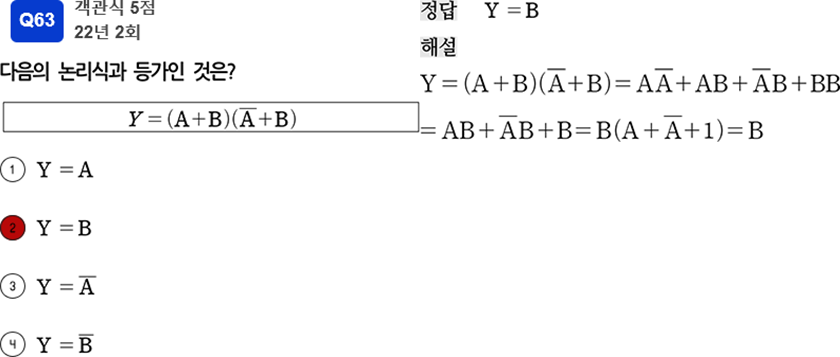 Q63
객관식 5점
22년 2회
다음의 논리식과 등가인 것은?
Y=(A+B)(A̅+B)
① Y=A
2 Y=B
③ Y=A̅
④ Y=B̅
정답 Y=B
해설
Y=(A+B)(A̅+B)=AA̅+AB+A̅B+BB
=AB+A̅B+B=B(A+A̅+1)=B